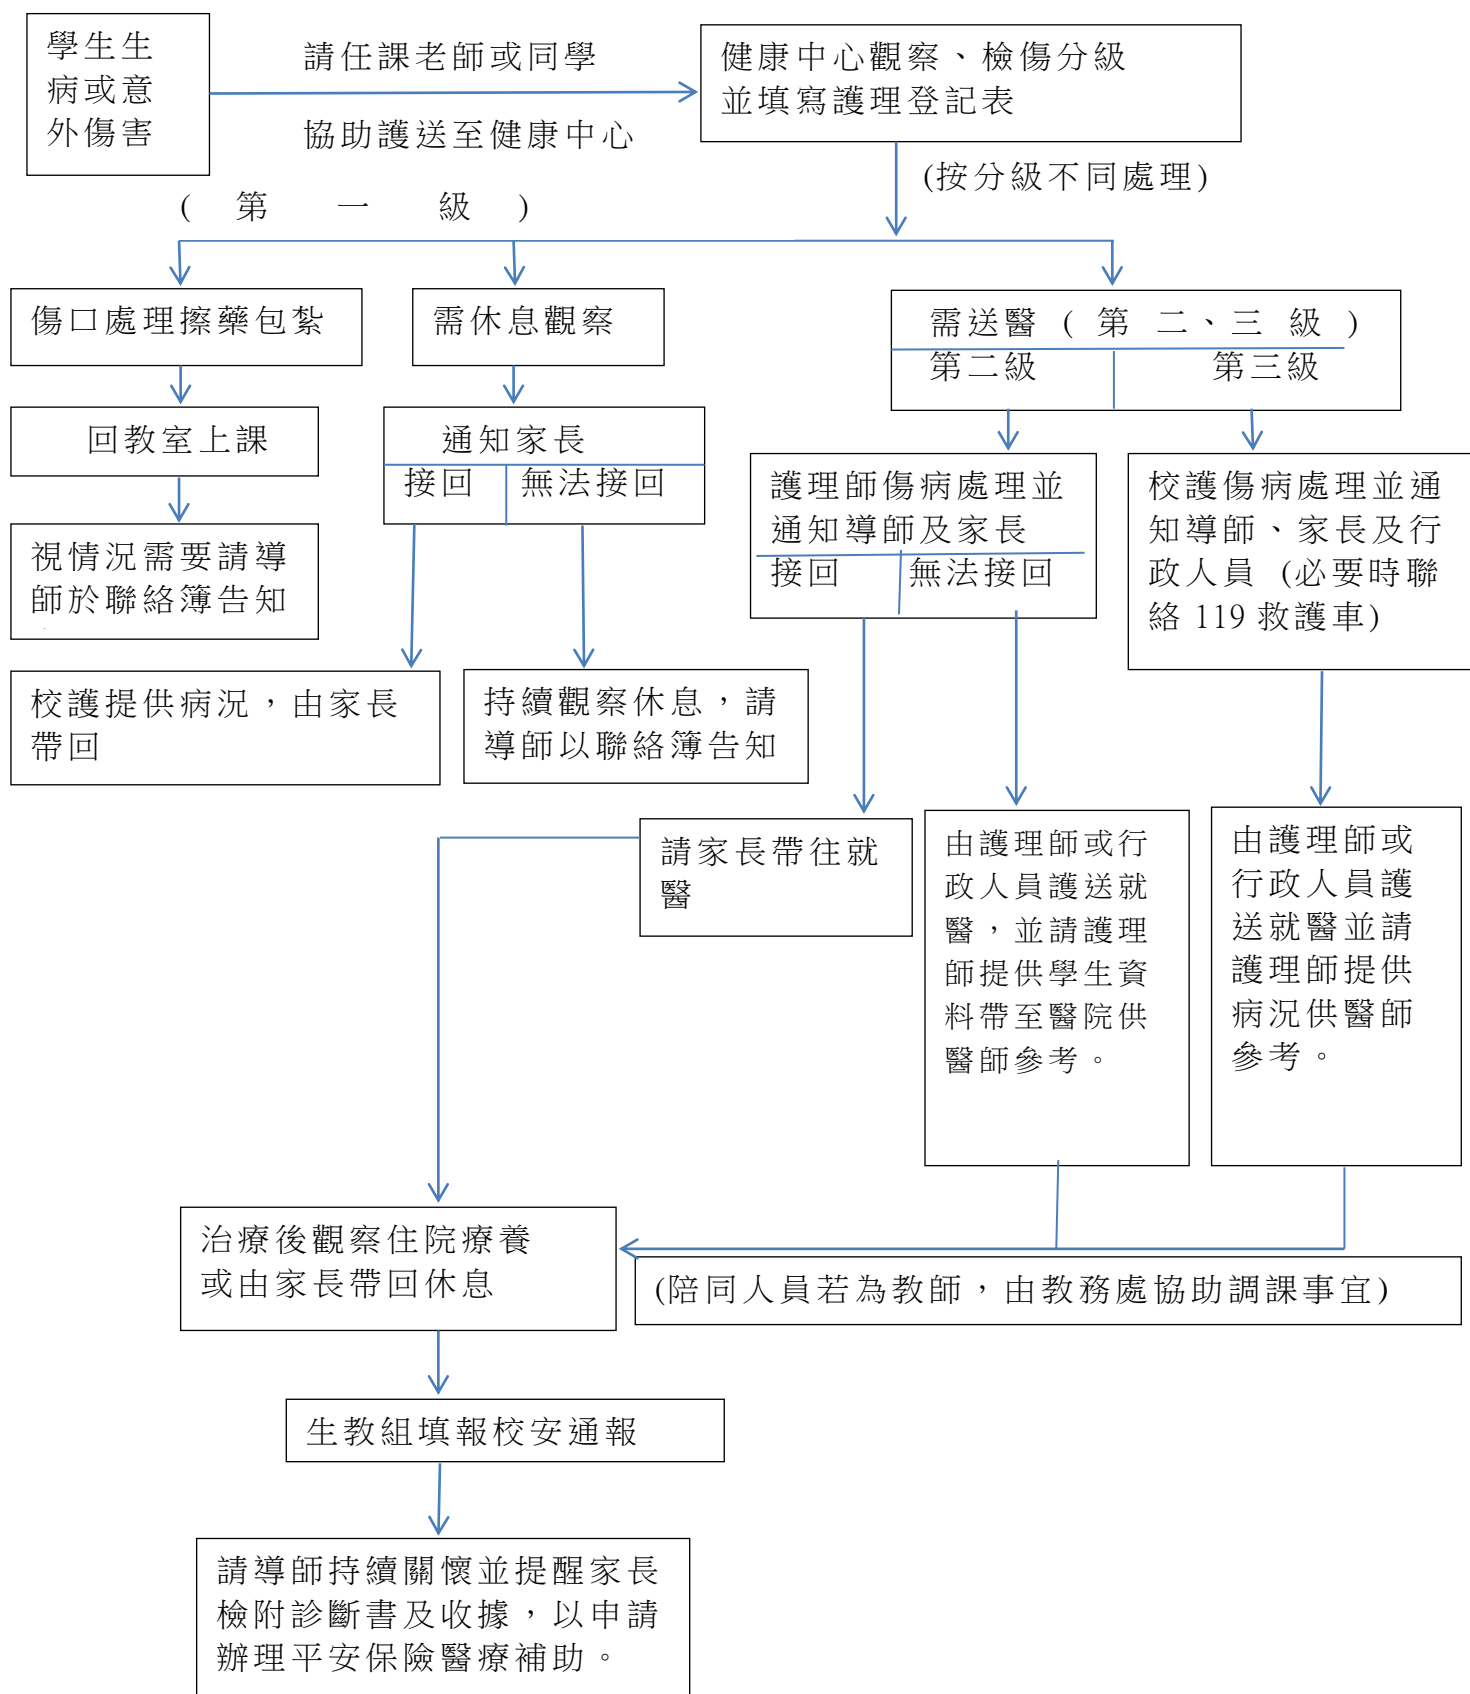 學生生
病或意
外傷害
請任課老師或同學
協助護送至健康中心
健康中心觀察、檢傷分級
並填寫護理登記表
(按分級不同處理)
( 第 一 級 )
傷口處理擦藥包紮
需休息觀察
需送醫 ( 第 二、三 級 )
第二級 第三級
回教室上課
通知家長
接回 無法接回
視情況需要請導
師於聯絡簿告知
護理師傷病處理並
通知導師及家長
接回 無法接回
校護傷病處理並通
知導師、家長及行
政人員 (必要時聯
絡 119 救護車)
校護提供病況，由家長
帶回
持續觀察休息，請
導師以聯絡簿告知
請家長帶往就
醫
由護理師或行
政人員護送就
醫，並請護理
師提供學生資
料帶至醫院供
醫師參考。
由護理師或
行政人員護
送就醫並請
護理師提供
病況供醫師
參考。
治療後觀察住院療養
或由家長帶回休息
(陪同人員若為教師，由教務處協助調課事宜)
生教組填報校安通報
請導師持續關懷並提醒家長
檢附診斷書及收據，以申請
辦理平安保險醫療補助。